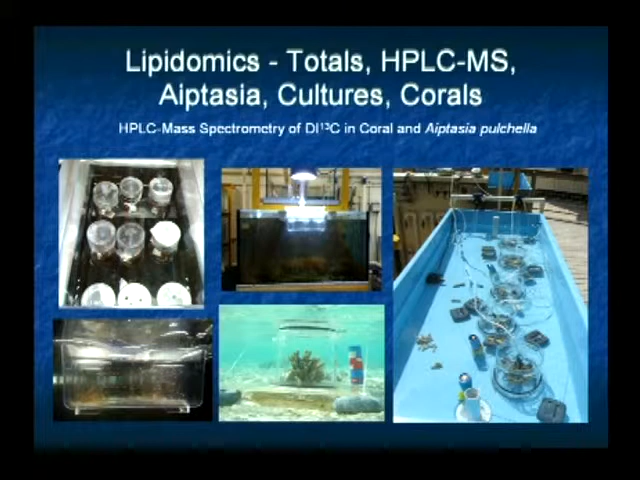 Lipidomics - Totals, HPLC-MS,
Aiptasia, Cultures, Corals
HPLC-Mass Spectrometry of DI¹³C in Coral and Aiptasia pulchella